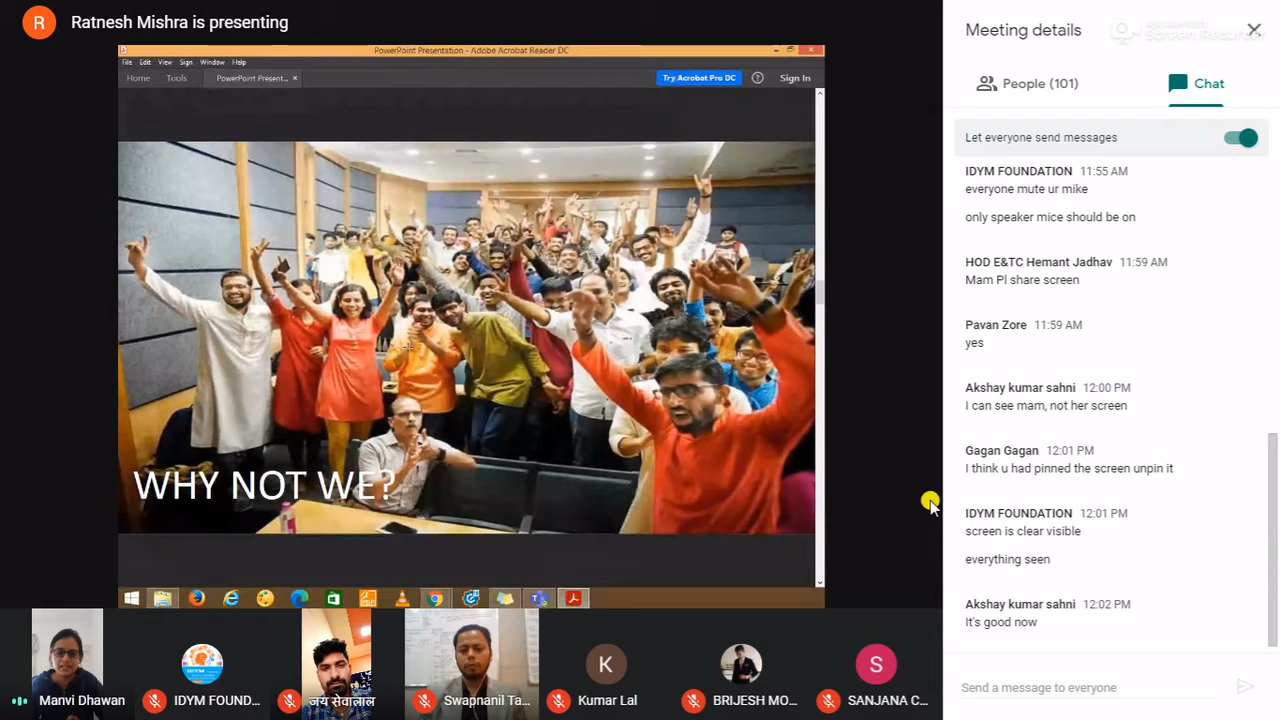 R
Ratnesh Mishra is presenting
PowerPoint Presentation - Adobe Acrobat Reader DC
File Edit View Sign Window Help
Home Tools PowerPoint Present... × Try Acrobat Pro DC ? Sign In
WHY NOT WE?
Manvi Dhawan
IDYM FOUND...
जय सेवालाल
Swapnanil Ta...
K
Kumar Lal
BRIJESH MO...
S
SANJANA C...
Meeting details
People (101)
Chat
Let everyone send messages
IDYM FOUNDATION 11:55 AM
everyone mute ur mike
only speaker mice should be on
HOD E&TC Hemant Jadhav 11:59 AM
Mam Pl share screen
Pavan Zore 11:59 AM
yes
Akshay kumar sahni 12:00 PM
I can see mam, not her screen
Gagan Gagan 12:01 PM
I think u had pinned the screen unpin it
IDYM FOUNDATION 12:01 PM
screen is clear visible
everything seen
Akshay kumar sahni 12:02 PM
It's good now
Send a message to everyone